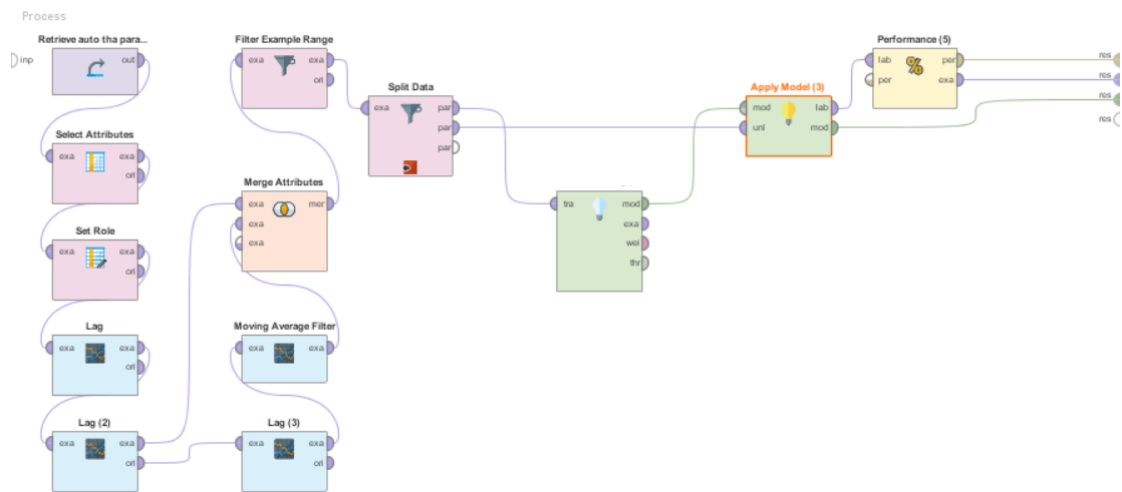 Process
inp
Retrieve auto tha para...
out
Select Attributes
exa
exa
ori
Set Role
exa
exa
ori
Lag
exa
exa
ori
Lag (2)
exa
exa
ori
Filter Example Range
exa
exa
ori
Merge Attributes
exa
mer
exa
exa
Moving Average Filter
exa
exa
Lag (3)
exa
exa
ori
Split Data
exa
par
par
par
tra
mod
exa
wei
thr
Apply Model (3)
mod
lab
unl
mod
Performance (5)
lab
per
per
exa
res
res
res
res